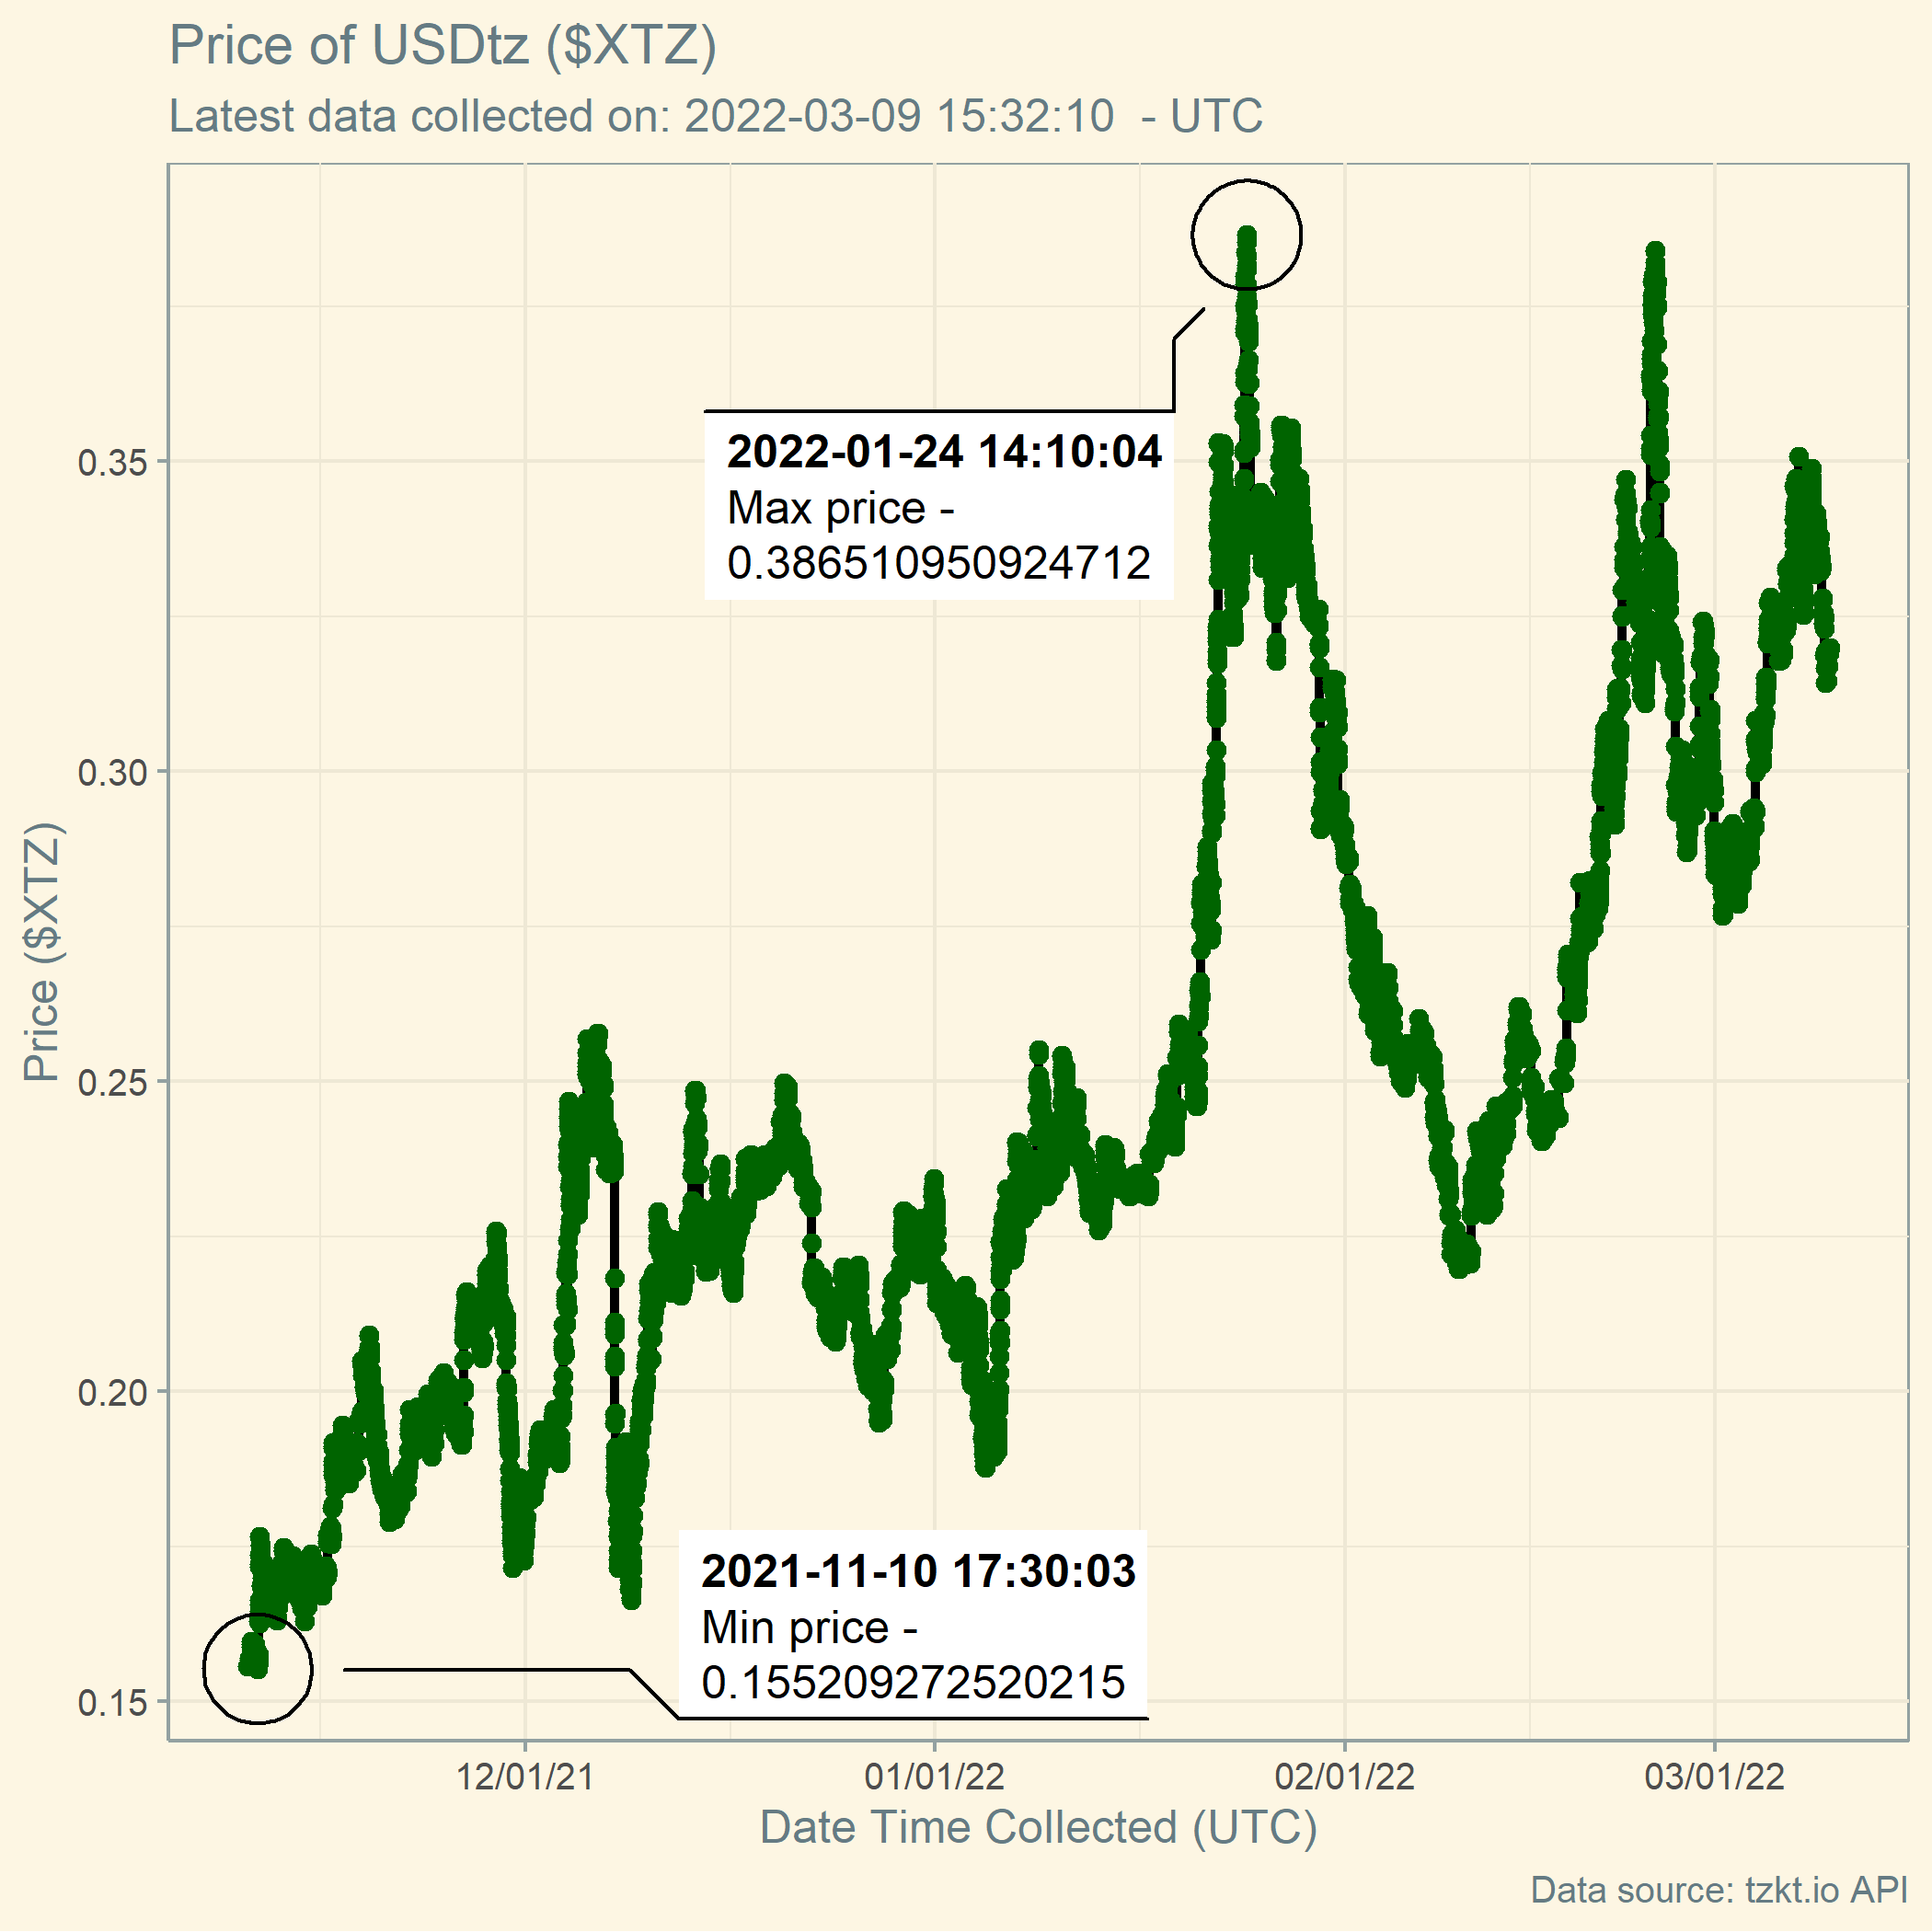 Price of USDtz ($XTZ)
Latest data collected on: 2022-03-09 15:32:10  - UTC
2022-01-24 14:10:04
Max price -
0.386510950924712
2021-11-10 17:30:03
Min price -
0.155209272520215
Price ($XTZ)
0.35
0.30
0.25
0.20
0.15
12/01/21
01/01/22
02/01/22
03/01/22
Date Time Collected (UTC)
Data source: tzkt.io API